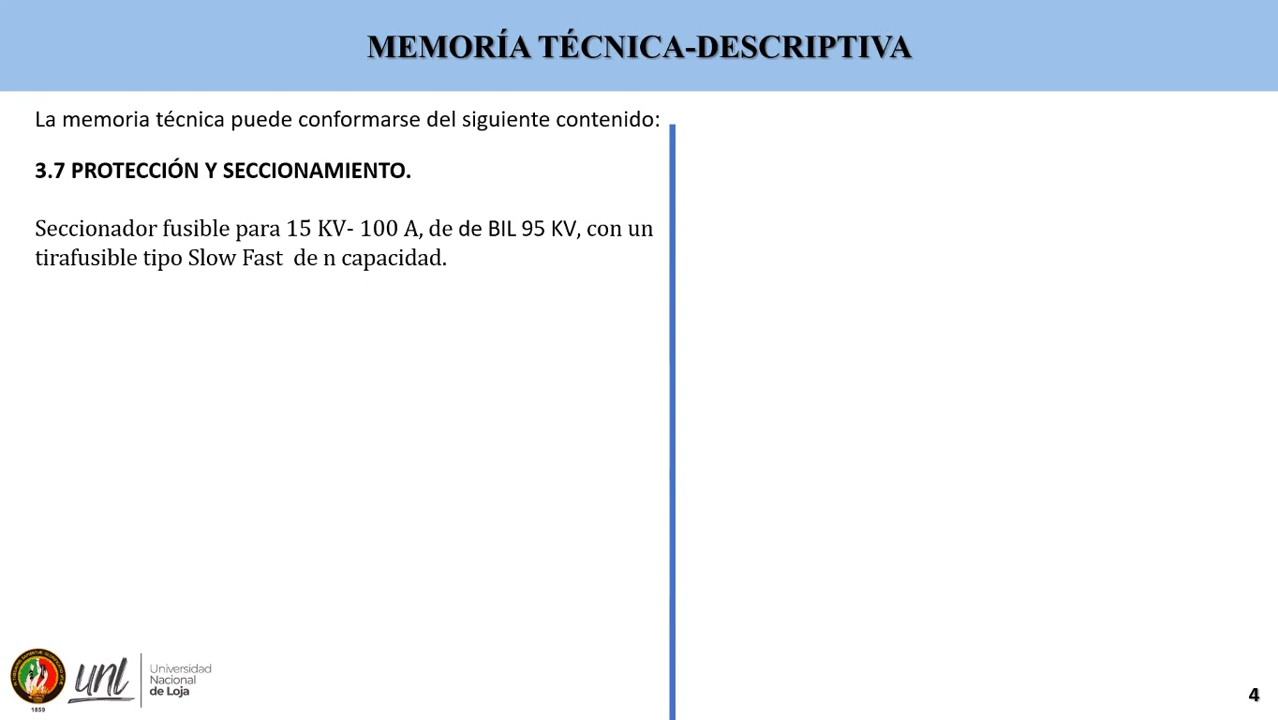 MEMORÍA TÉCNICA-DESCRIPTIVA
La memoria técnica puede conformarse del siguiente contenido:
3.7 PROTECCIÓN Y SECCIONAMIENTO.
Seccionador fusible para 15 KV- 100 A, de de BIL 95 KV, con un
tirafusible tipo Slow Fast  de n capacidad.
1859
unl
Universidad
Nacional
de Loja
4